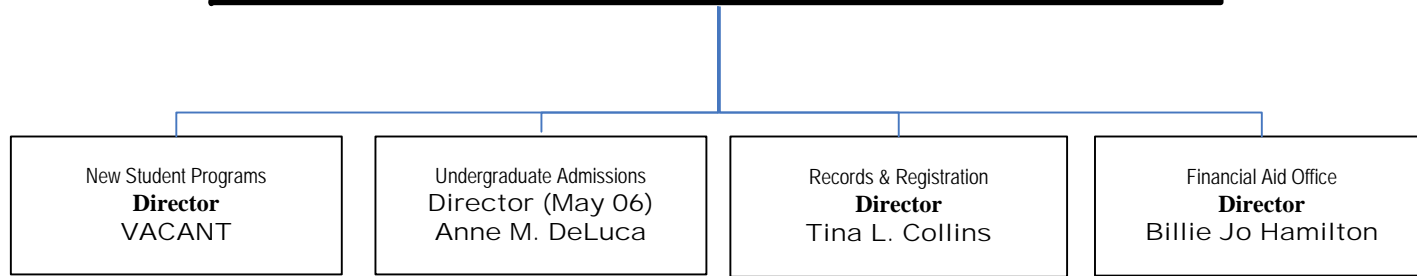 New Student Programs
Director
VACANT
Undergraduate Admissions
Director (May 06)
Anne M. DeLuca
Records & Registration
Director
Tina L. Collins
Financial Aid Office
Director
Billie Jo Hamilton